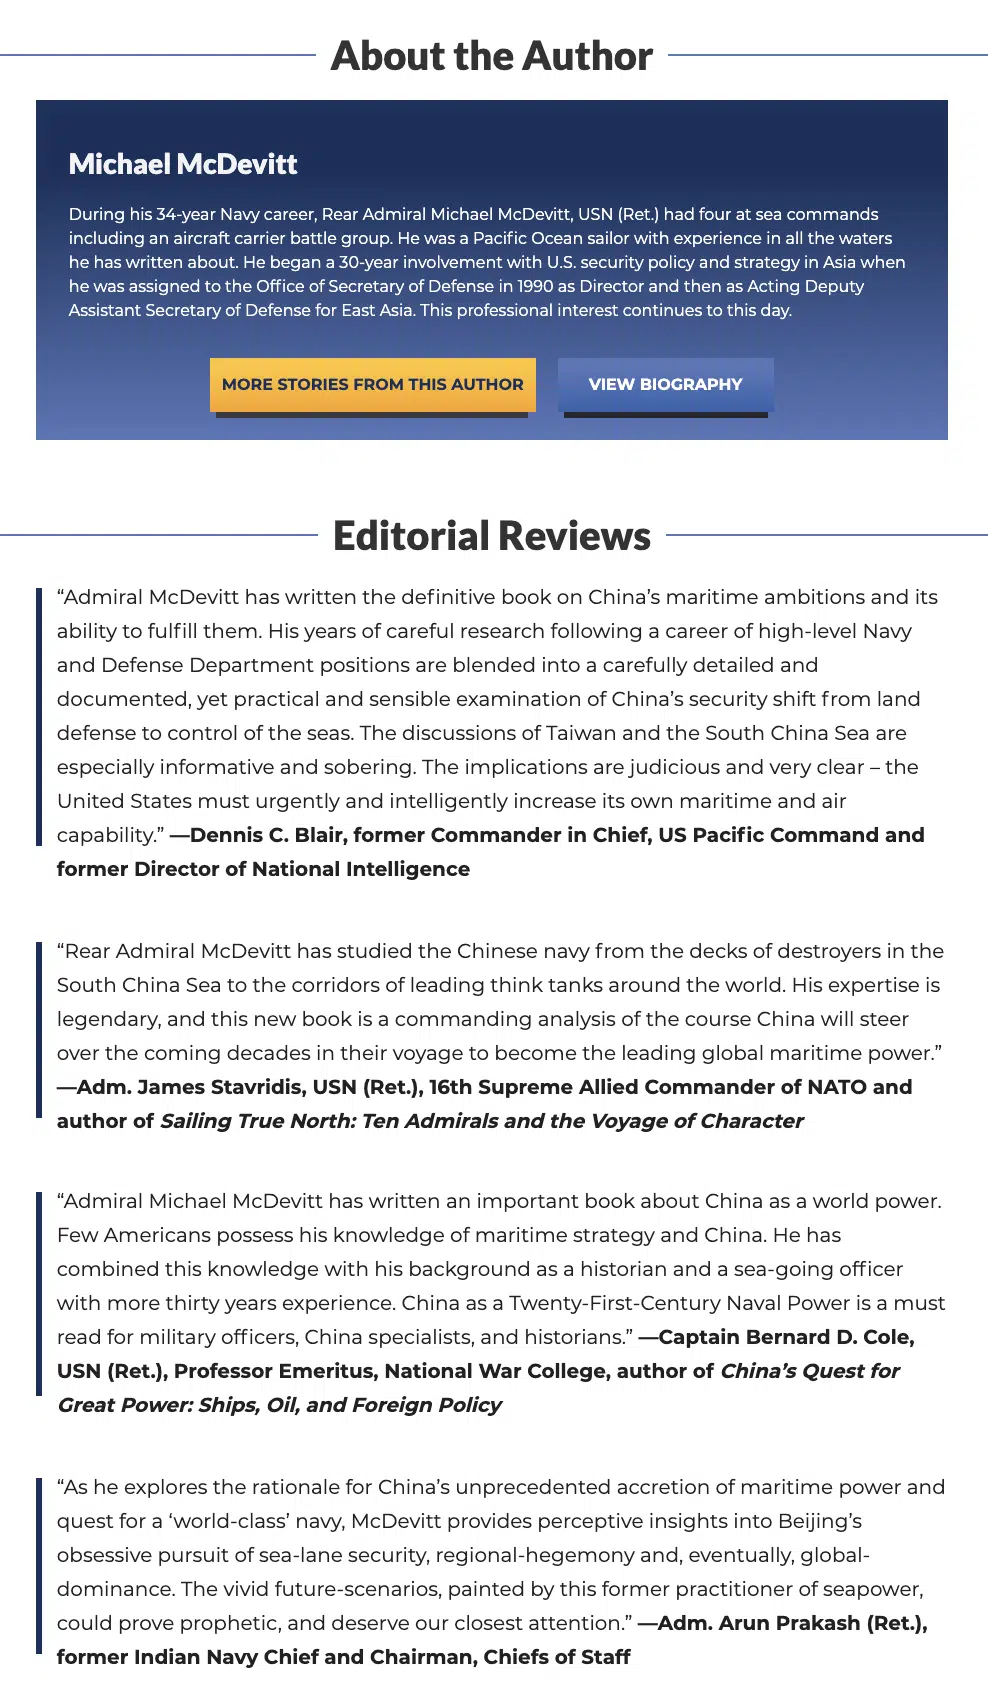 About the Author
Michael McDevitt
During his 34-year Navy career, Rear Admiral Michael McDevitt, USN (Ret.) had four at sea commands
including an aircraft carrier battle group. He was a Pacific Ocean sailor with experience in all the waters
he has written about. He began a 30-year involvement with U.S. security policy and strategy in Asia when
he was assigned to the Office of Secretary of Defense in 1990 as Director and then as Acting Deputy
Assistant Secretary of Defense for East Asia. This professional interest continues to this day.
MORE STORIES FROM THIS AUTHOR
VIEW BIOGRAPHY
Editorial Reviews
“Admiral McDevitt has written the definitive book on China’s maritime ambitions and its
ability to fulfill them. His years of careful research following a career of high-level Navy
and Defense Department positions are blended into a carefully detailed and
documented, yet practical and sensible examination of China’s security shift from land
defense to control of the seas. The discussions of Taiwan and the South China Sea are
especially informative and sobering. The implications are judicious and very clear – the
United States must urgently and intelligently increase its own maritime and air
capability.” —Dennis C. Blair, former Commander in Chief, US Pacific Command and
former Director of National Intelligence
“Rear Admiral McDevitt has studied the Chinese navy from the decks of destroyers in the
South China Sea to the corridors of leading think tanks around the world. His expertise is
legendary, and this new book is a commanding analysis of the course China will steer
over the coming decades in their voyage to become the leading global maritime power.”
—Adm. James Stavridis, USN (Ret.), 16th Supreme Allied Commander of NATO and
author of Sailing True North: Ten Admirals and the Voyage of Character
“Admiral Michael McDevitt has written an important book about China as a world power.
Few Americans possess his knowledge of maritime strategy and China. He has
combined this knowledge with his background as a historian and a sea-going officer
with more thirty years experience. China as a Twenty-First-Century Naval Power is a must
read for military officers, China specialists, and historians.” —Captain Bernard D. Cole,
USN (Ret.), Professor Emeritus, National War College, author of China’s Quest for
Great Power: Ships, Oil, and Foreign Policy
“As he explores the rationale for China’s unprecedented accretion of maritime power and
quest for a ‘world-class’ navy, McDevitt provides perceptive insights into Beijing’s
obsessive pursuit of sea-lane security, regional-hegemony and, eventually, global-
dominance. The vivid future-scenarios, painted by this former practitioner of seapower,
could prove prophetic, and deserve our closest attention.” —Adm. Arun Prakash (Ret.),
former Indian Navy Chief and Chairman, Chiefs of Staff